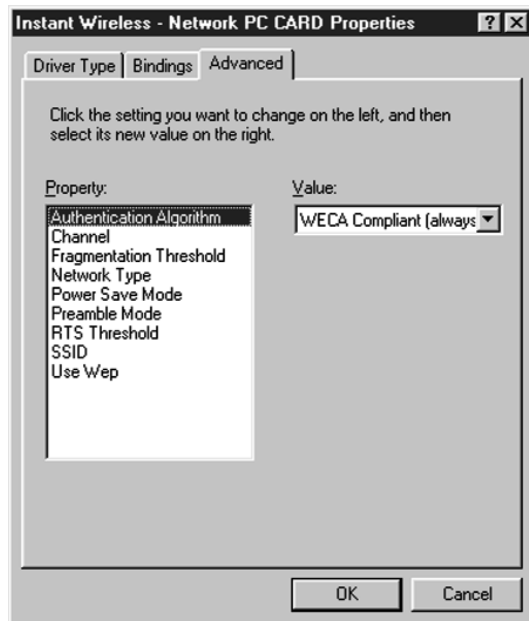 Instant Wireless - Network PC CARD Properties
Driver Type Bindings Advanced
Click the setting you want to change on the left, and then
select its new value on the right.
Property:
Value:
Authentication Algorithm
WECA Compliant (always
Channel
Fragmentation Threshold
Network Type
Power Save Mode
Preamble Mode
RTS Threshold
SSID
Use Wep
OK Cancel